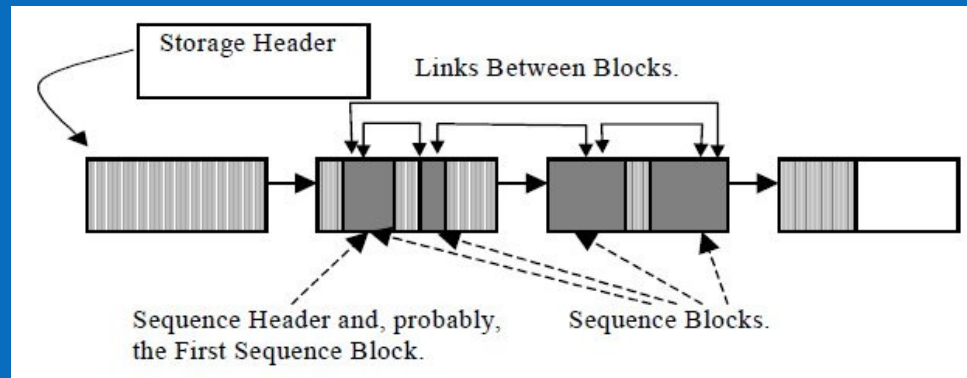 Storage Header
Links Between Blocks.
Sequence Header and, probably,
the First Sequence Block.
Sequence Blocks.